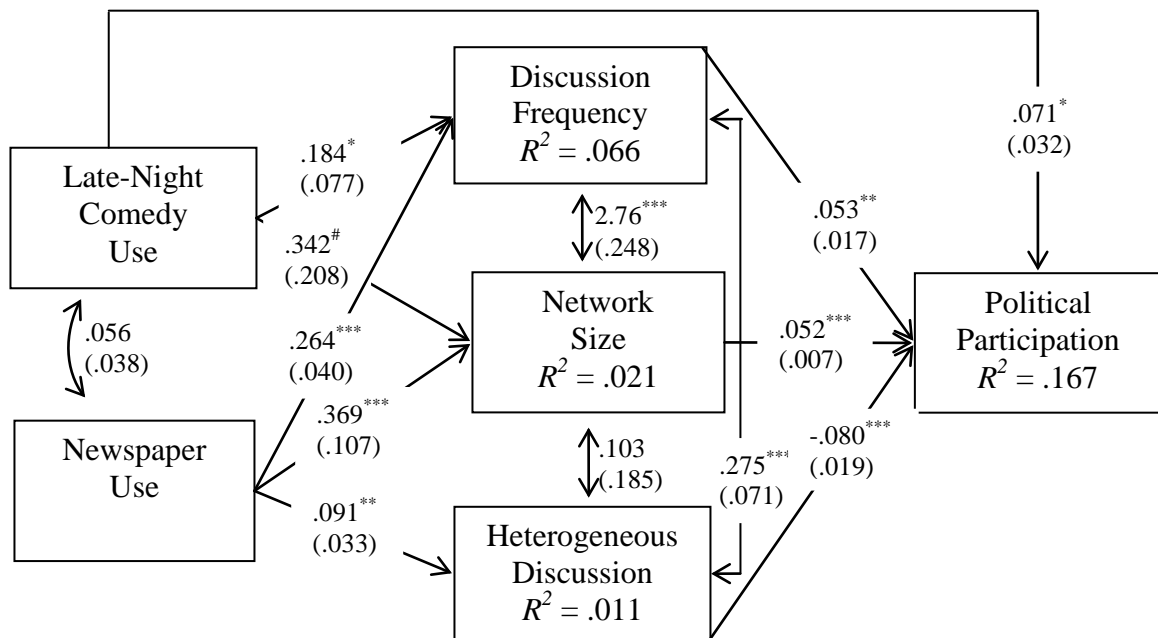 Late-Night
Comedy
Use
.056
(.038)
Newspaper
Use
.184*
(.077)
.342#
(.208)
.264***
(.040)
.369***
(.107)
.091**
(.033)
Discussion
Frequency
R² = .066
2.76***
(.248)
Network
Size
R² = .021
.103
(.185)
Heterogeneous
Discussion
R² = .011
.275***
(.071)
.071*
(.032)
.053**
(.017)
.052***
(.007)
-.080***
(.019)
Political
Participation
R² = .167